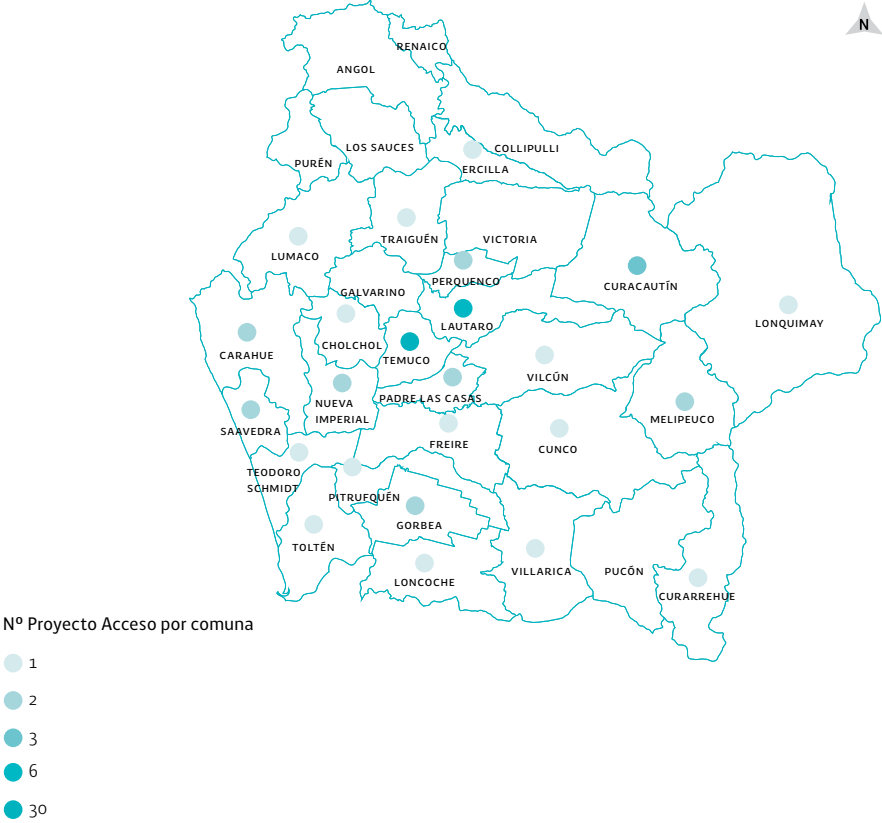 N
RENAICO
ANGOL
LOS SAUCES
COLLIPULLI
PURÉN
ERCILLA
TRAIGUÉN
VICTORIA
LUMACO
PERQUENCO
CURACAUTÍN
GALVARINO
LONQUIMAY
LAUTARO
CHOLCHOL
CARAHUE
TEMUCO
VILCÚN
PADRE LAS CASAS
NUEVA
IMPERIAL
MELIPEUCO
SAAVEDRA
FREIRE
CUNCO
TEODORO
SCHMIDT
PITRUFQUÉN
GORBEA
TOLTÉN
VILLARICA
PUCÓN
LONCOCHE
CURARREHUE
Nº Proyecto Acceso por comuna
1
2
3
6
30